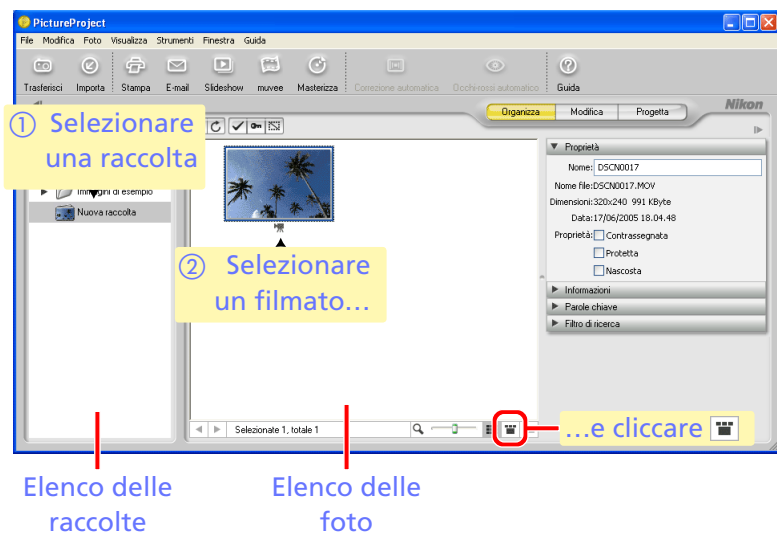 PictureProject
File Modifica Foto Visualizza Strumenti Finestra Guida
Trasferisci Importa Stampa E-mail Slideshow muvee Masterizza Correzione automatica Occhi-rossi automatico Guida
Organizza Modifica Progetta
Nikon
① Selezionare
una raccolta
Immagini di esempio
Nuova raccolta
② Selezionare
un filmato...
Proprietà
Nome: DSCN0017
Nome file:DSCN0017.MOV
Dimensioni:320x240 991 KByte
Data:17/06/2005 18.04.48
Proprietà: Contrassegnata
Protetta
Nascosta
Informazioni
Parole chiave
Filtro di ricerca
Selezionate 1, totale 1
...e cliccare
Elenco delle
raccolte
Elenco delle
foto